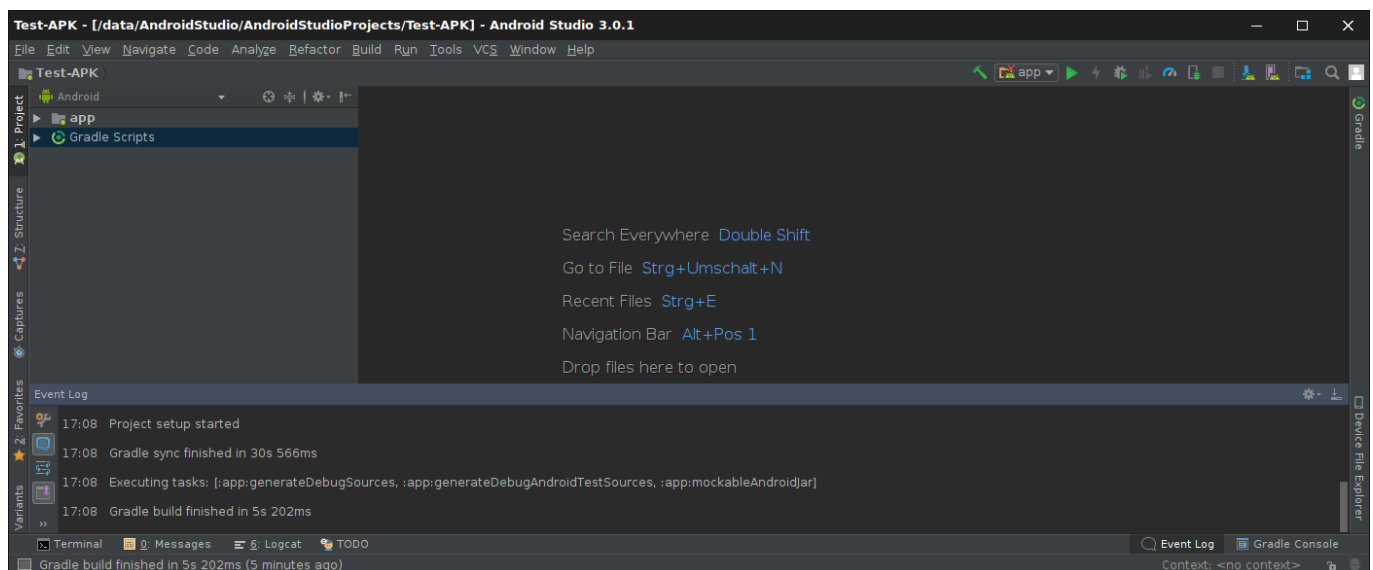 Test-APK - [/data/AndroidStudio/AndroidStudioProjects/Test-APK] - Android Studio 3.0.1
File Edit View Navigate Code Analyze Refactor Build Run Tools VCS Window Help
Test-APK
app
Android
1: Project
app
Gradle Scripts
Gradle
7: Structure
Search Everywhere Double Shift
Go to File Strg+Umschalt+N
Recent Files Strg+E
Navigation Bar Alt+Pos 1
Drop files here to open
Captures
2: Favorites
Variants
Event Log
17:08 Project setup started
17:08 Gradle sync finished in 30s 566ms
17:08 Executing tasks: [:app:generateDebugSources, :app:generateDebugAndroidTestSources, :app:mockableAndroidJar]
17:08 Gradle build finished in 5s 202ms
Device File Explorer
Terminal 0: Messages 6: Logcat TODO Event Log Gradle Console
Gradle build finished in 5s 202ms (5 minutes ago) Context: <no context>